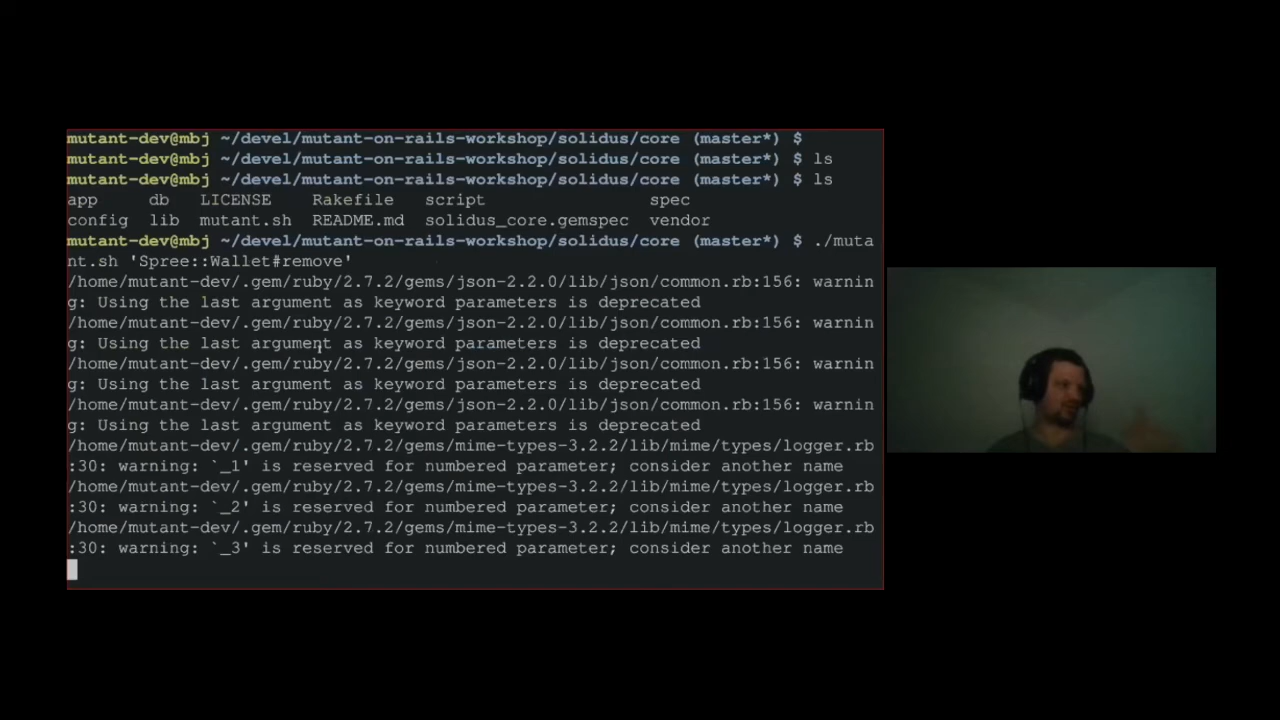 mutant-dev@mbj ~/devel/mutant-on-rails-workshop/solidus/core (master*) $
mutant-dev@mbj ~/devel/mutant-on-rails-workshop/solidus/core (master*) $ ls
mutant-dev@mbj ~/devel/mutant-on-rails-workshop/solidus/core (master*) $ ls
app db LICENSE Rakefile script spec
config lib mutant.sh README.md solidus_core.gemspec vendor
mutant-dev@mbj ~/devel/mutant-on-rails-workshop/solidus/core (master*) $ ./muta
nt.sh 'Spree::Wallet#remove'
/home/mutant-dev/.gem/ruby/2.7.2/gems/json-2.2.0/lib/json/common.rb:156: warnin
g: Using the last argument as keyword parameters is deprecated
/home/mutant-dev/.gem/ruby/2.7.2/gems/json-2.2.0/lib/json/common.rb:156: warnin
g: Using the last argument as keyword parameters is deprecated
/home/mutant-dev/.gem/ruby/2.7.2/gems/json-2.2.0/lib/json/common.rb:156: warnin
g: Using the last argument as keyword parameters is deprecated
/home/mutant-dev/.gem/ruby/2.7.2/gems/json-2.2.0/lib/json/common.rb:156: warnin
g: Using the last argument as keyword parameters is deprecated
/home/mutant-dev/.gem/ruby/2.7.2/gems/mime-types-3.2.2/lib/mime/types/logger.rb
:30: warning: `_1' is reserved for numbered parameter; consider another name
/home/mutant-dev/.gem/ruby/2.7.2/gems/mime-types-3.2.2/lib/mime/types/logger.rb
:30: warning: `_2' is reserved for numbered parameter; consider another name
/home/mutant-dev/.gem/ruby/2.7.2/gems/mime-types-3.2.2/lib/mime/types/logger.rb
:30: warning: `_3' is reserved for numbered parameter; consider another name